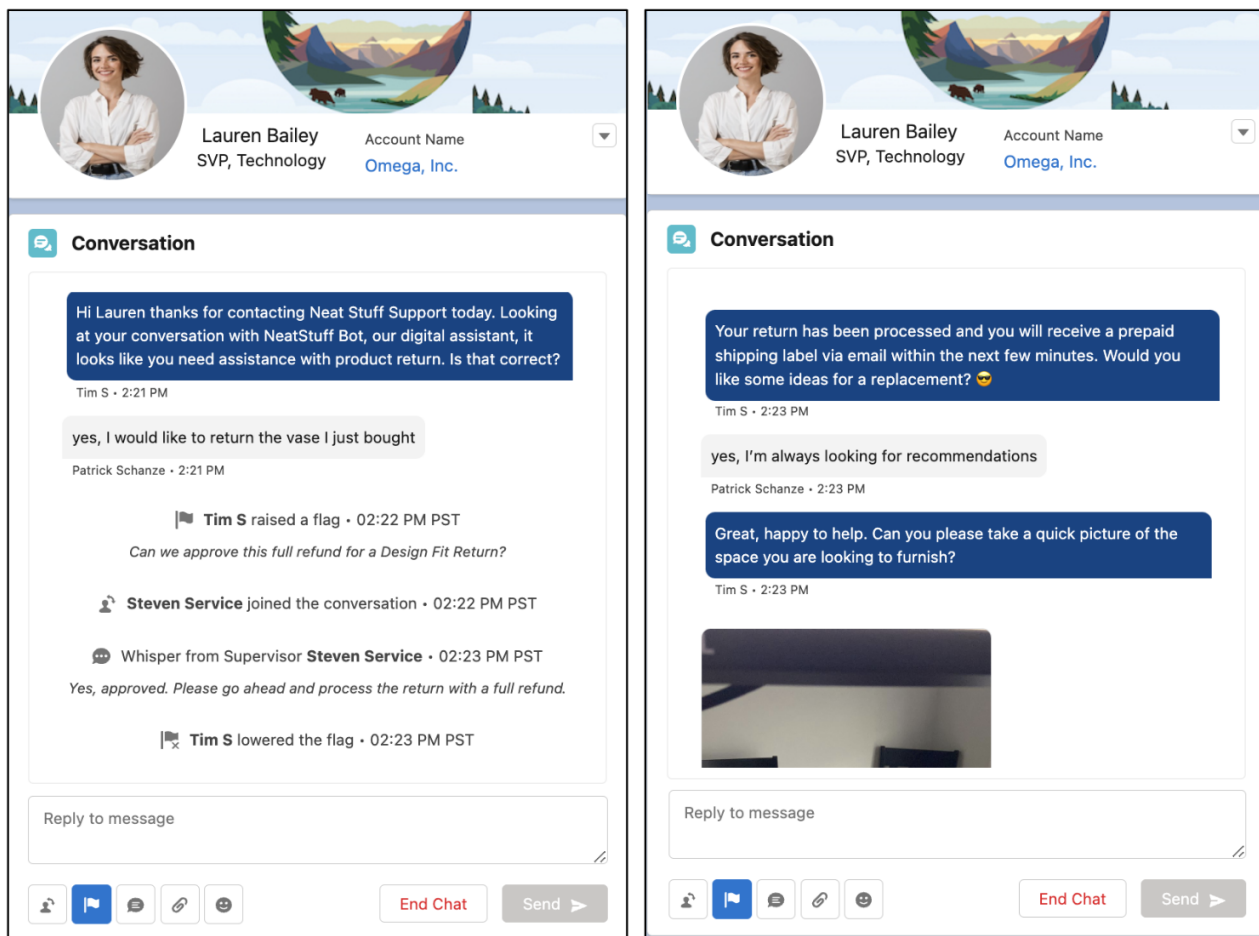 Lauren Bailey
SVP, Technology
Account Name
Omega, Inc.
Conversation
Hi Lauren thanks for contacting Neat Stuff Support today. Looking
at your conversation with NeatStuff Bot, our digital assistant, it
looks like you need assistance with product return. Is that correct?
Tim S • 2:21 PM
yes, I would like to return the vase I just bought
Patrick Schanze • 2:21 PM
Tim S raised a flag • 02:22 PM PST
Can we approve this full refund for a Design Fit Return?
Steven Service joined the conversation • 02:22 PM PST
Whisper from Supervisor Steven Service • 02:23 PM PST
Yes, approved. Please go ahead and process the return with a full refund.
Tim S lowered the flag • 02:23 PM PST
Reply to message
End Chat
Send
Lauren Bailey
SVP, Technology
Account Name
Omega, Inc.
Conversation
Your return has been processed and you will receive a prepaid
shipping label via email within the next few minutes. Would you
like some ideas for a replacement? 😎
Tim S • 2:23 PM
yes, I'm always looking for recommendations
Patrick Schanze • 2:23 PM
Great, happy to help. Can you please take a quick picture of the
space you are looking to furnish?
Tim S • 2:23 PM
Reply to message
End Chat
Send